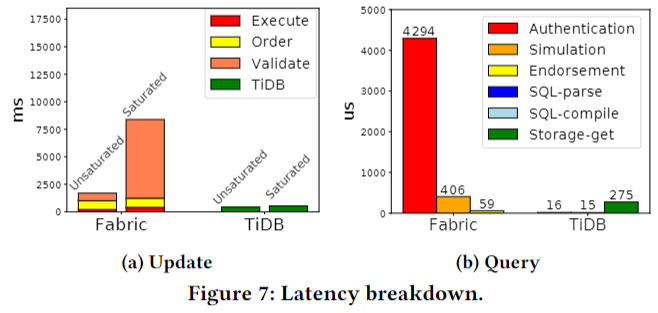 17500
15000
12500
10000
7500
5000
2500
0
ms
Execute
Order
Validate
TiDB
Unsaturated
Saturated
Unsaturated
Saturated
Fabric
TiDB
(a) Update
5000
4000
3000
2000
1000
0
us
Authentication
Simulation
Endorsement
SQL-parse
SQL-compile
Storage-get
4294
406
59
16
15
275
Fabric
TiDB
(b) Query
Figure 7: Latency breakdown.